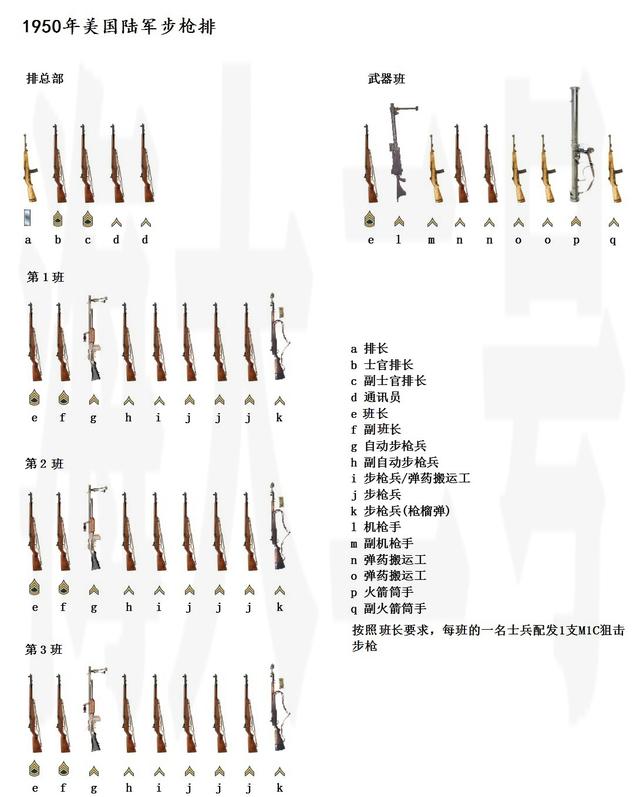 1950年美国陆军步枪排
排总部
a b c d d
武器班
e l m n n o o p q
第1班
e f g h i j j j k
第2班
e f g h i j j j k
第3班
e f g h i j j j k
a 排长
b 士官排长
c 副士官排长
d 通讯员
e 班长
f 副班长
g 自动步枪兵
h 副自动步枪兵
i 步枪兵/弹药搬运工
j 步枪兵
k 步枪兵(枪榴弹)
l 机枪手
m 副机枪手
n 弹药搬运工
o 弹药搬运工
p 火箭筒手
q 副火箭筒手
按照班长要求，每班的一名士兵配发1支M1C狙击
步枪